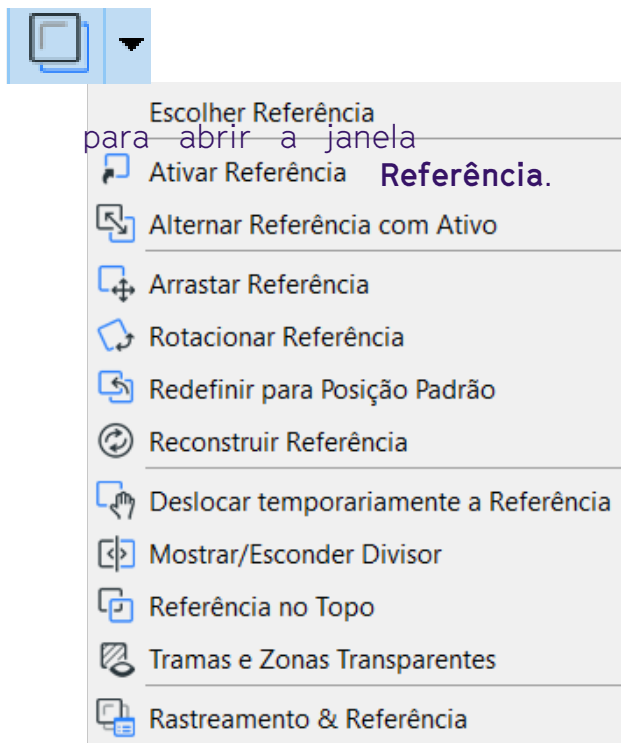 Escolher Referência
para abrir a janela
Ativar Referência
Referência.
Alternar Referência com Ativo
Arrastar Referência
Rotacionar Referência
Redefinir para Posição Padrão
Reconstruir Referência
Deslocar temporariamente a Referência
Mostrar/Esconder Divisor
Referência no Topo
Tramas e Zonas Transparentes
Rastreamento & Referência